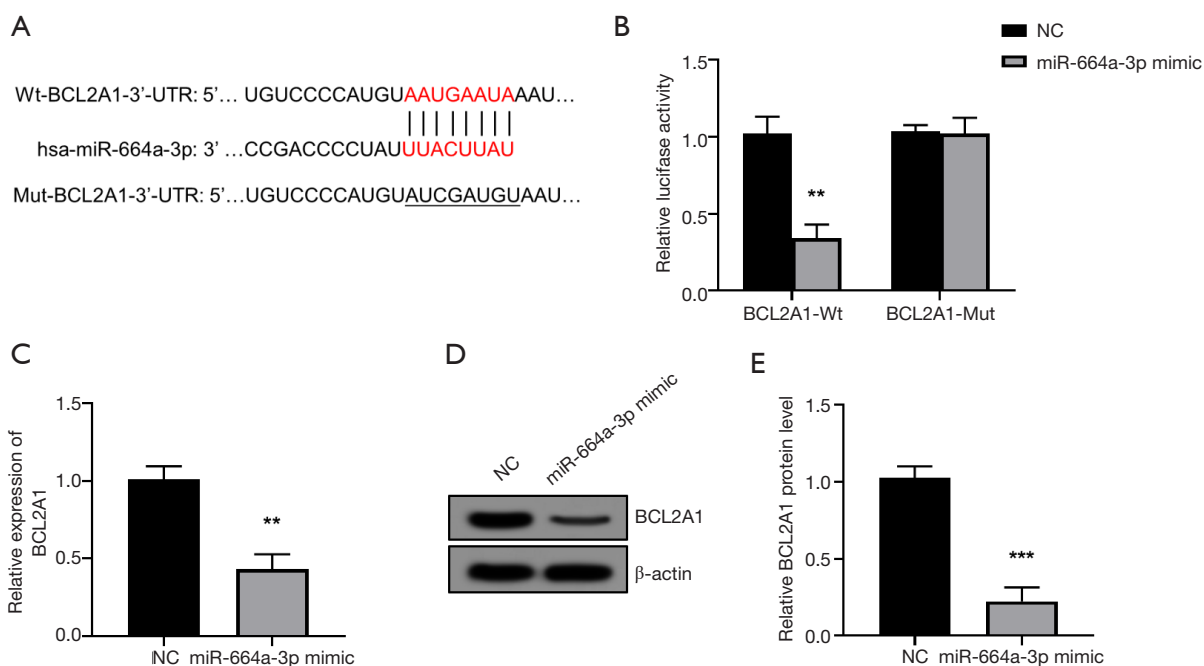 A
Wt-BCL2A1-3’-UTR: 5’… UGUCCCCAUGUAAUGAAUAAAU…
hsa-miR-664a-3p: 3’ …CCGACCCCUAUUUACUUAU
Mut-BCL2A1-3’-UTR: 5’…UGUCCCCAUGUAUCGAUGUAAU…
B
NC
miR-664a-3p mimic
Relative lucifase activity
1.5
1.0
0.5
0.0
**
BCL2A1-Wt
BCL2A1-Mut
C
Relative expression of
BCL2A1
1.5
1.0
0.5
0.0
**
NC
miR-664a-3p mimic
D
NC
miR-664a-3p mimic
BCL2A1
β-actin
E
Relative BCL2A1 protein level
1.5
1.0
0.5
0.0
***
NC
miR-664a-3p mimic